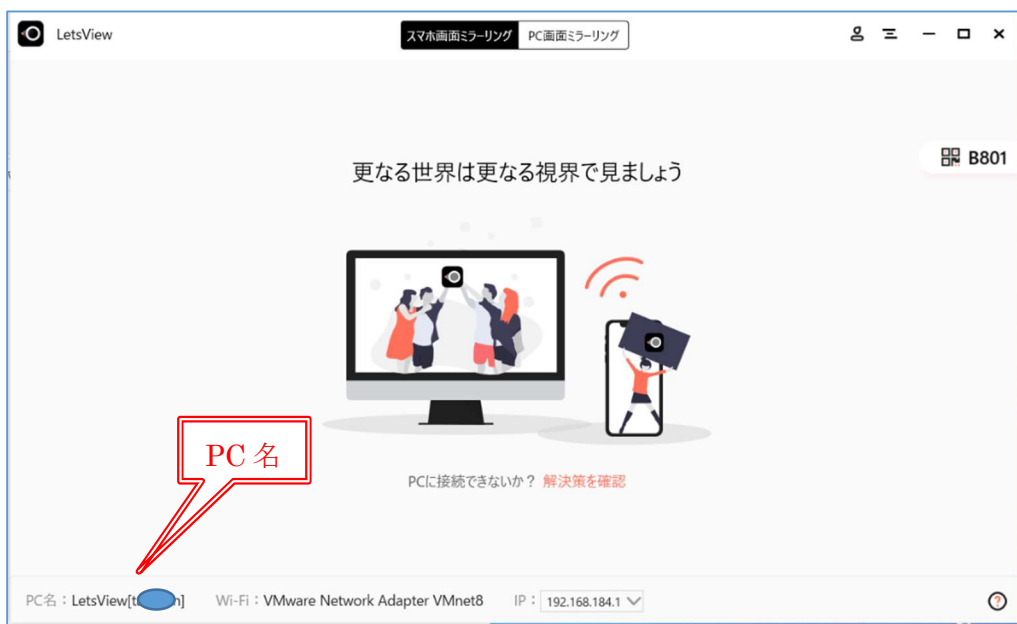 LetsView
スマホ画面ミラーリング PC画面ミラーリング
B801
更なる世界は更なる視界で見ましょう
PC 名
PCに接続できないか？ 解決策を確認
PC名：LetsView[t n] Wi-Fi：VMware Network Adapter VMnet8 IP： 192.168.184.1